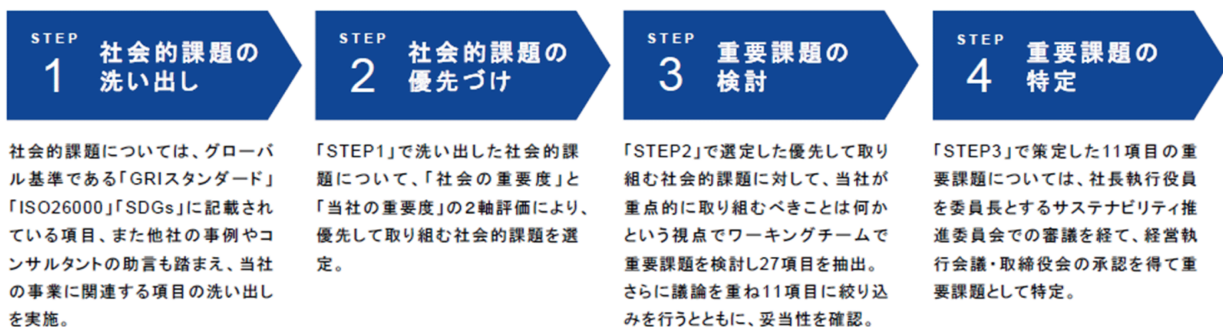 STEP
1
社会的課題の
洗い出し
社会的課題については、グローバ
ル基準である「GRIスタンダード」
「ISO26000」「SDGs」に記載され
ている項目、また他社の事例やコ
ンサルタントの助言も踏まえ、当社
の事業に関連する項目の洗い出し
を実施。
STEP
2
社会的課題の
優先づけ
「STEP1」で洗い出した社会的課
題について、「社会の重要度」と
「当社の重要度」の2軸評価により、
優先して取り組む社会的課題を選
定。
STEP
3
重要課題の
検討
「STEP2」で選定した優先して取り
組む社会的課題に対して、当社が
重点的に取り組むべきことは何か
という視点でワーキングチームで
重要課題を検討し27項目を抽出。
さらに議論を重ね11項目に絞り込
みを行うとともに、妥当性を確認。
STEP
4
重要課題の
特定
「STEP3」で策定した11項目の重
要課題については、社長執行役員
を委員長とするサステナビリティ推
進委員会での審議を経て、経営執
行会議・取締役会の承認を得て重
要課題として特定。